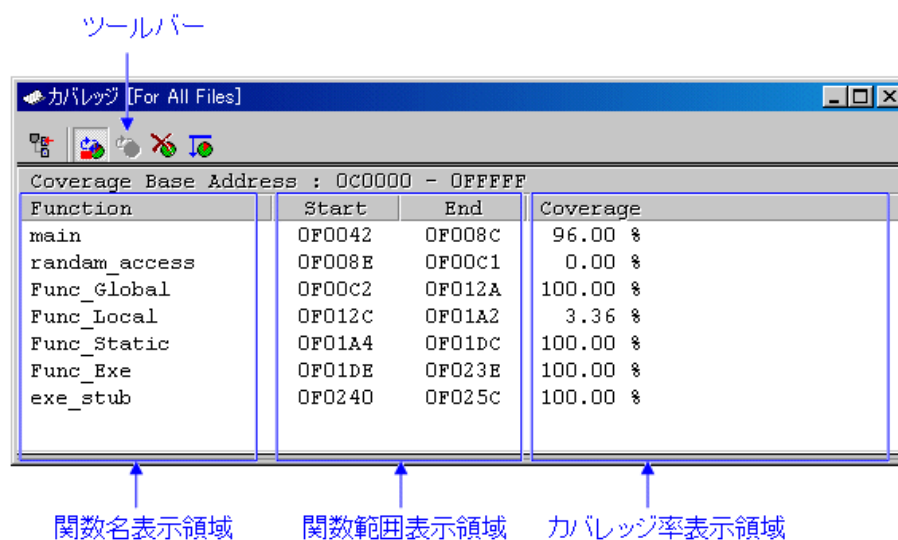 ツールバー
カバレッジ [For All Files]
Coverage Base Address : 0C0000 - 0FFFFF
Function Start End Coverage
main 0F0042 0F008C 96.00 %
randam_access 0F008E 0F00C1 0.00 %
Func_Global 0F00C2 0F012A 100.00 %
Func_Local 0F012C 0F01A2 3.36 %
Func_Static 0F01A4 0F01DC 100.00 %
Func_Exe 0F01DE 0F023E 100.00 %
exe_stub 0F0240 0F025C 100.00 %
関数名表示領域 関数範囲表示領域 カバレッジ率表示領域